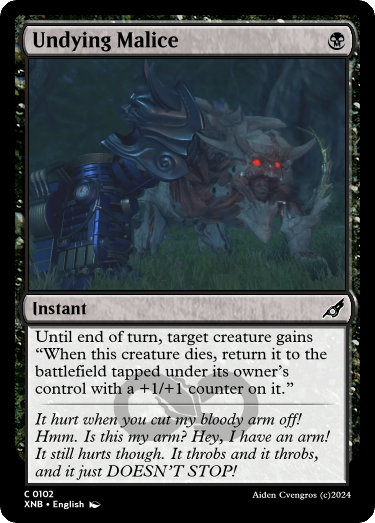 Undying Malice
Instant
Until end of turn, target creature gains
“When this creature dies, return it to the
battlefield tapped under its owner’s
control with a +1/+1 counter on it.”
It hurt when you cut my bloody arm off!
Hmm. Is this my arm? Hey, I have an arm!
It still hurts though. It throbs and it throbs,
and it just DOESN’T STOP!
C 0102
XNB • English Aiden Cvengros (c)2024